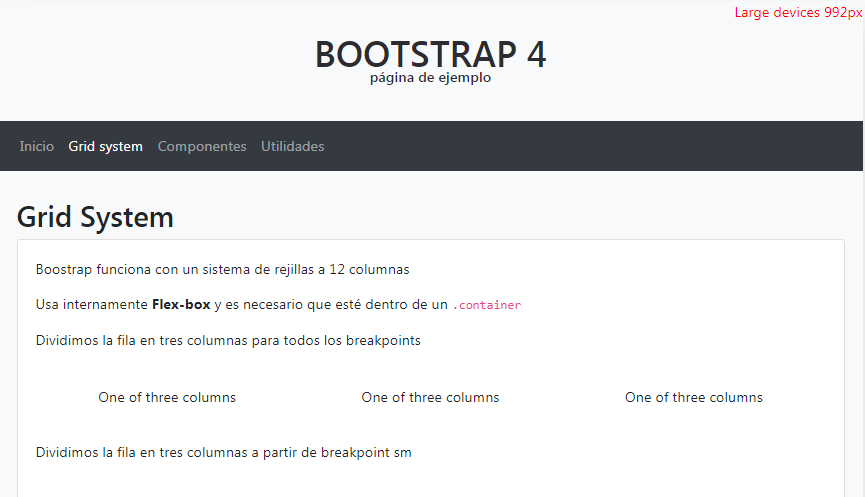 Large devices 992px
BOOTSTRAP 4
página de ejemplo
Inicio Grid system Componentes Utilidades
Grid System
Boostrap funciona con un sistema de rejillas a 12 columnas
Usa internamente Flex-box y es necesario que esté dentro de un .container
Dividimos la fila en tres columnas para todos los breakpoints
One of three columns One of three columns One of three columns
Dividimos la fila en tres columnas a partir de breakpoint sm